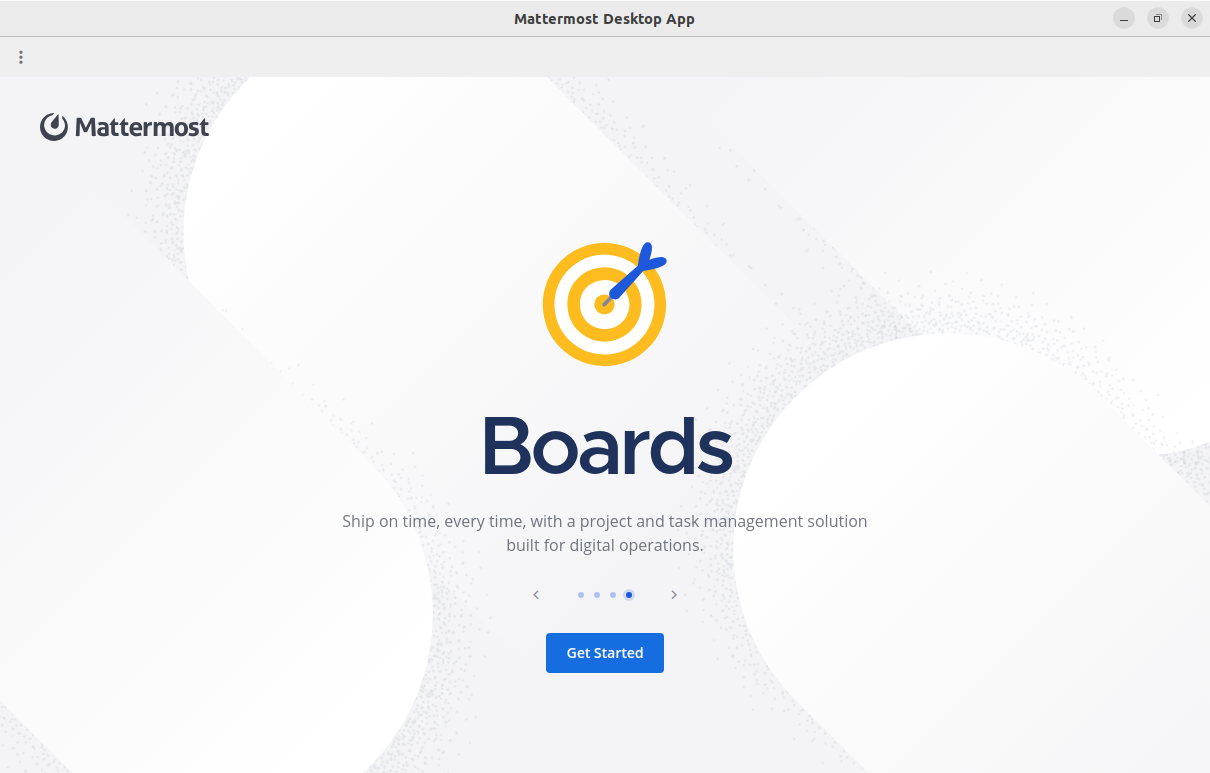 Mattermost Desktop App
Mattermost
Boards
Ship on time, every time, with a project and task management solution
built for digital operations.
Get Started